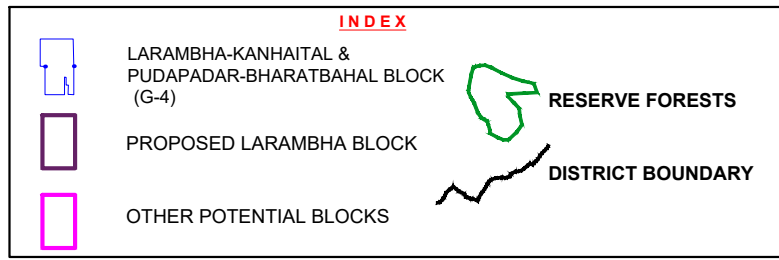 INDEX
LARAMBHA-KANHAITAL &
PUDAPADAR-BHARATBAHAL BLOCK
(G-4)
PROPOSED LARAMBHA BLOCK
OTHER POTENTIAL BLOCKS
RESERVE FORESTS
DISTRICT BOUNDARY